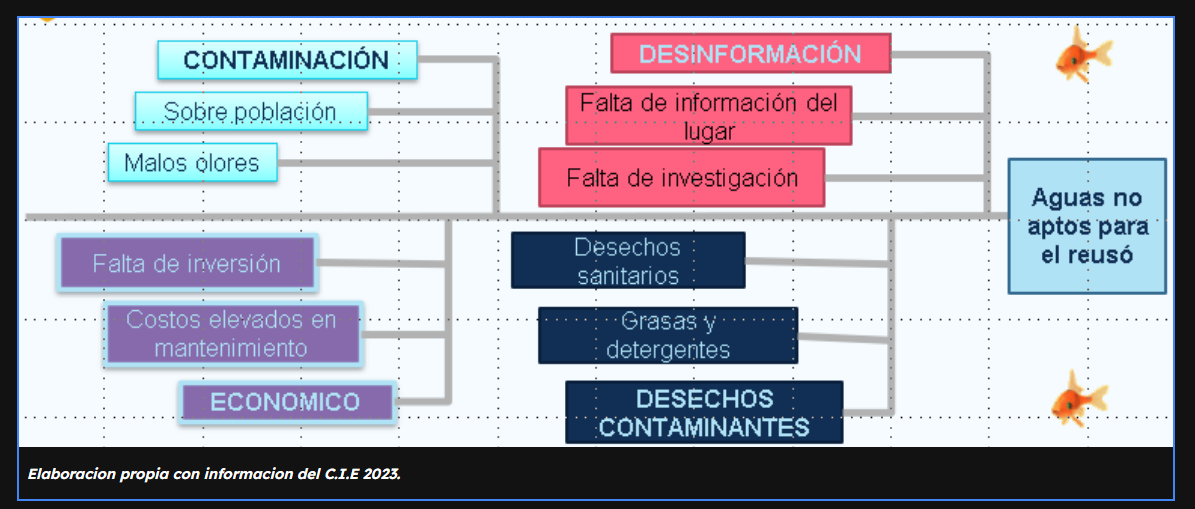 CONTAMINACIÓN
Sobre población
Malos olores
DESINFORMACIÓN
Falta de información del
lugar
Falta de investigación
Aguas no
aptos para
el reusó
Falta de inversión
Costos elevados en
mantenimiento
ECONOMICO
Desechos
sanitarios
Grasas y
detergentes
DESECHOS
CONTAMINANTES
Elaboracion propia con informacion del C.I.E 2023.